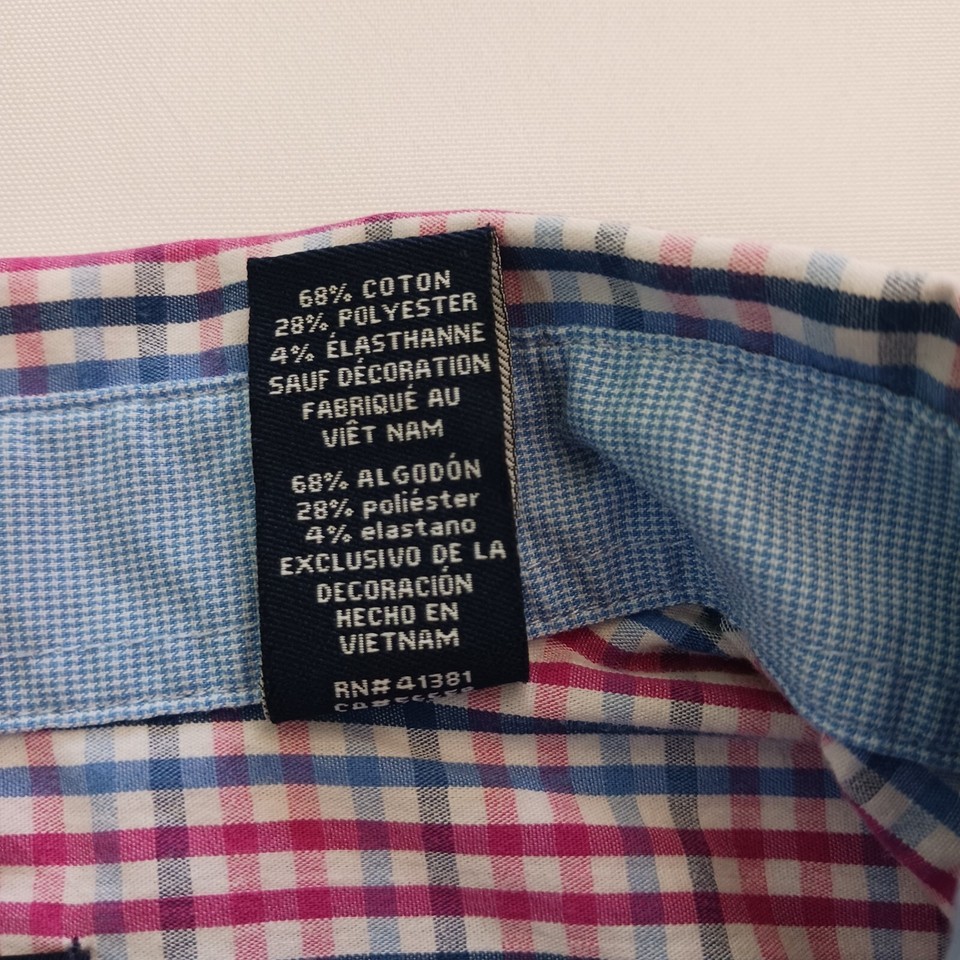 68% COTON
28% POLYESTER
4% ÉLASTHANNE
SAUF DÉCORATION
FABRIQUÉ AU
VIÊT NAM
68% ALGODÓN
28% poliéster
4% elastano
EXCLUSIVO DE LA
DECORACIÓN
HECHO EN
VIETNAM
RN# 41381